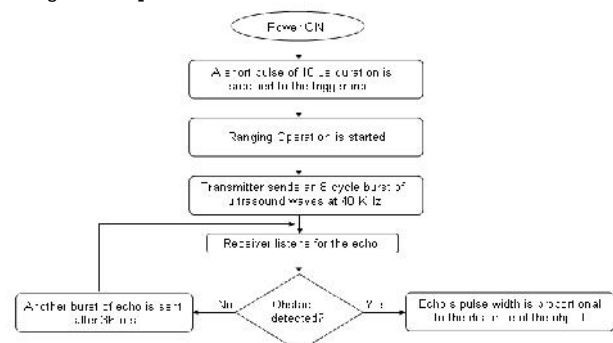 Power ON
A short pulse of 10 us duration is
to the trigger
Ranging Operation is started
Transmitter sends an 8 cycle burst of
ultrasound waves at 40 KHz
Receiver listens for the echo
No
Obstacle
detected?
Yes
Another burst of echo is sent
after
Echo's pulse width is proportional
to the distance of the object